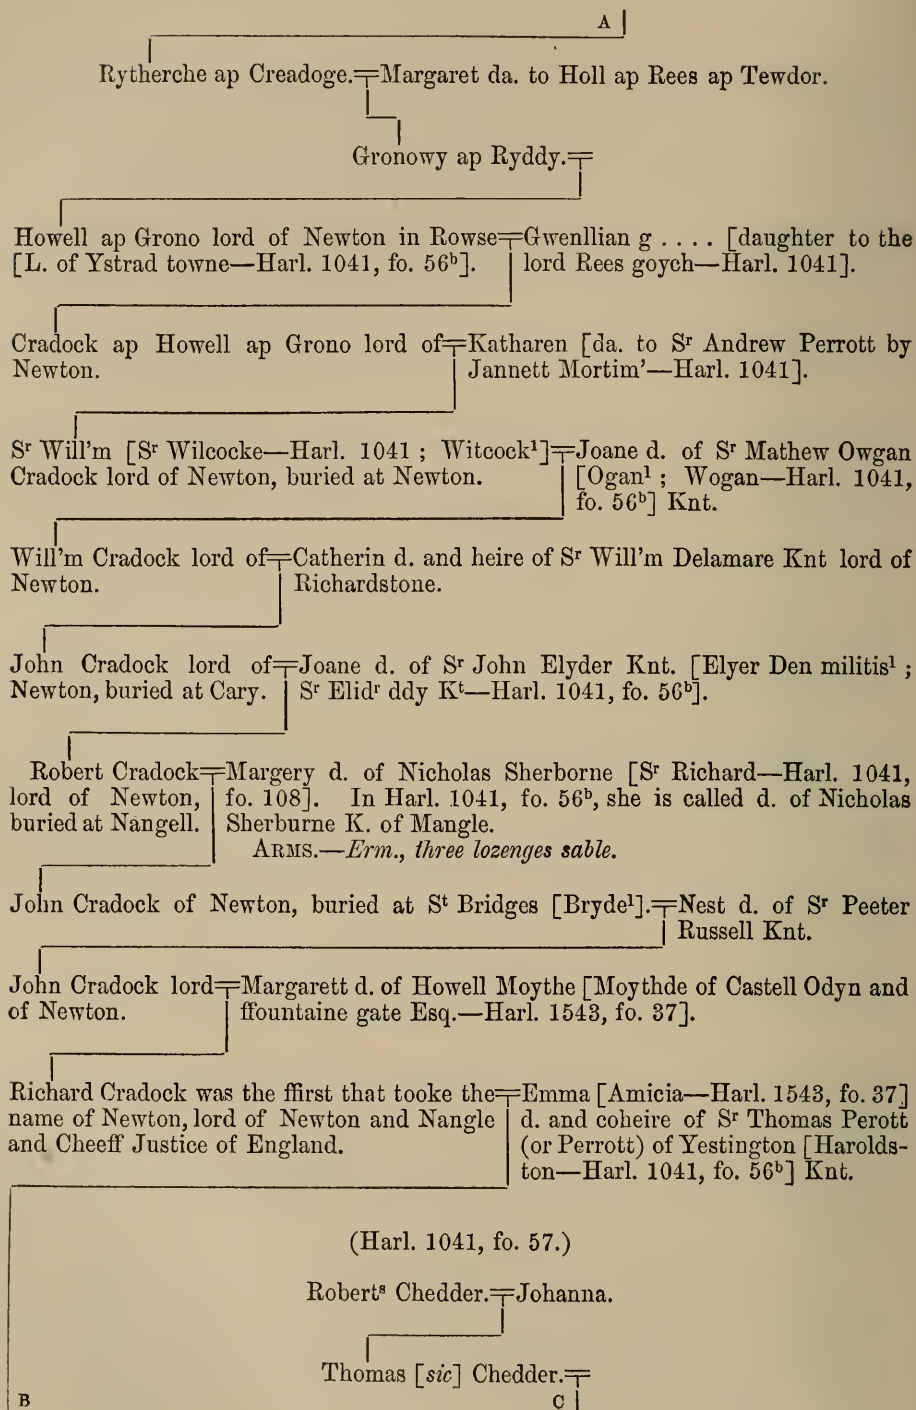 A
Rytherche ap Creadoge.=Margaret da. to Holl ap Rees ap Tewdor.
Gronowy ap Ryddy.=
Howell ap Grono lord of Newton in Rowse=Gwenllian g . . . . [daughter to the
[L. of Ystrad towne—Harl. 1041, fo. 56ᵇ]. lord Rees goych—Harl. 1041].
Cradock ap Howell ap Grono lord of=Katharen [da. to Sʳ Andrew Perrott by
Newton. Jannett Mortim'—Harl. 1041].
Sʳ Will'm [Sʳ Wilcocke—Harl. 1041 ; Witcock¹]=Joane d. of Sʳ Mathew Owgan
Cradock lord of Newton, buried at Newton. [Ogan¹ ; Wogan—Harl. 1041,
fo. 56ᵇ] Knt.
Will'm Cradock lord of=Catherin d. and heire of Sʳ Will'm Delamare Knt lord of
Newton. Richardstone.
John Cradock lord of=Joane d. of Sʳ John Elyder Knt. [Elyer Den militis¹ ;
Newton, buried at Cary. Sʳ Elidʳ ddy Kᵗ—Harl. 1041, fo. 56ᵇ].
Robert Cradock=Margery d. of Nicholas Sherborne [Sʳ Richard—Harl. 1041,
lord of Newton, fo. 108]. In Harl. 1041, fo. 56ᵇ, she is called d. of Nicholas
buried at Nangell. Sherburne K. of Mangle.
ARMS.—Erm., three lozenges sable.
John Cradock of Newton, buried at Sᵗ Bridges [Bryde¹].=Nest d. of Sʳ Peeter
Russell Knt.
John Cradock lord=Margarett d. of Howell Moythe [Moythde of Castell Odyn and
of Newton. ffountaine gate Esq.—Harl. 1543, fo. 37].
Richard Cradock was the ffirst that tooke the=Emma [Amicia—Harl. 1543, fo. 37]
name of Newton, lord of Newton and Nangle d. and coheire of Sʳ Thomas Perott
and Cheeff Justice of England. (or Perrott) of Yestington [Harolds-
ton—Harl. 1041, fo. 56ᵇ] Knt.
(Harl. 1041, fo. 57.)
Robertˢ Chedder.=Johanna.
Thomas [sic] Chedder.=
B C